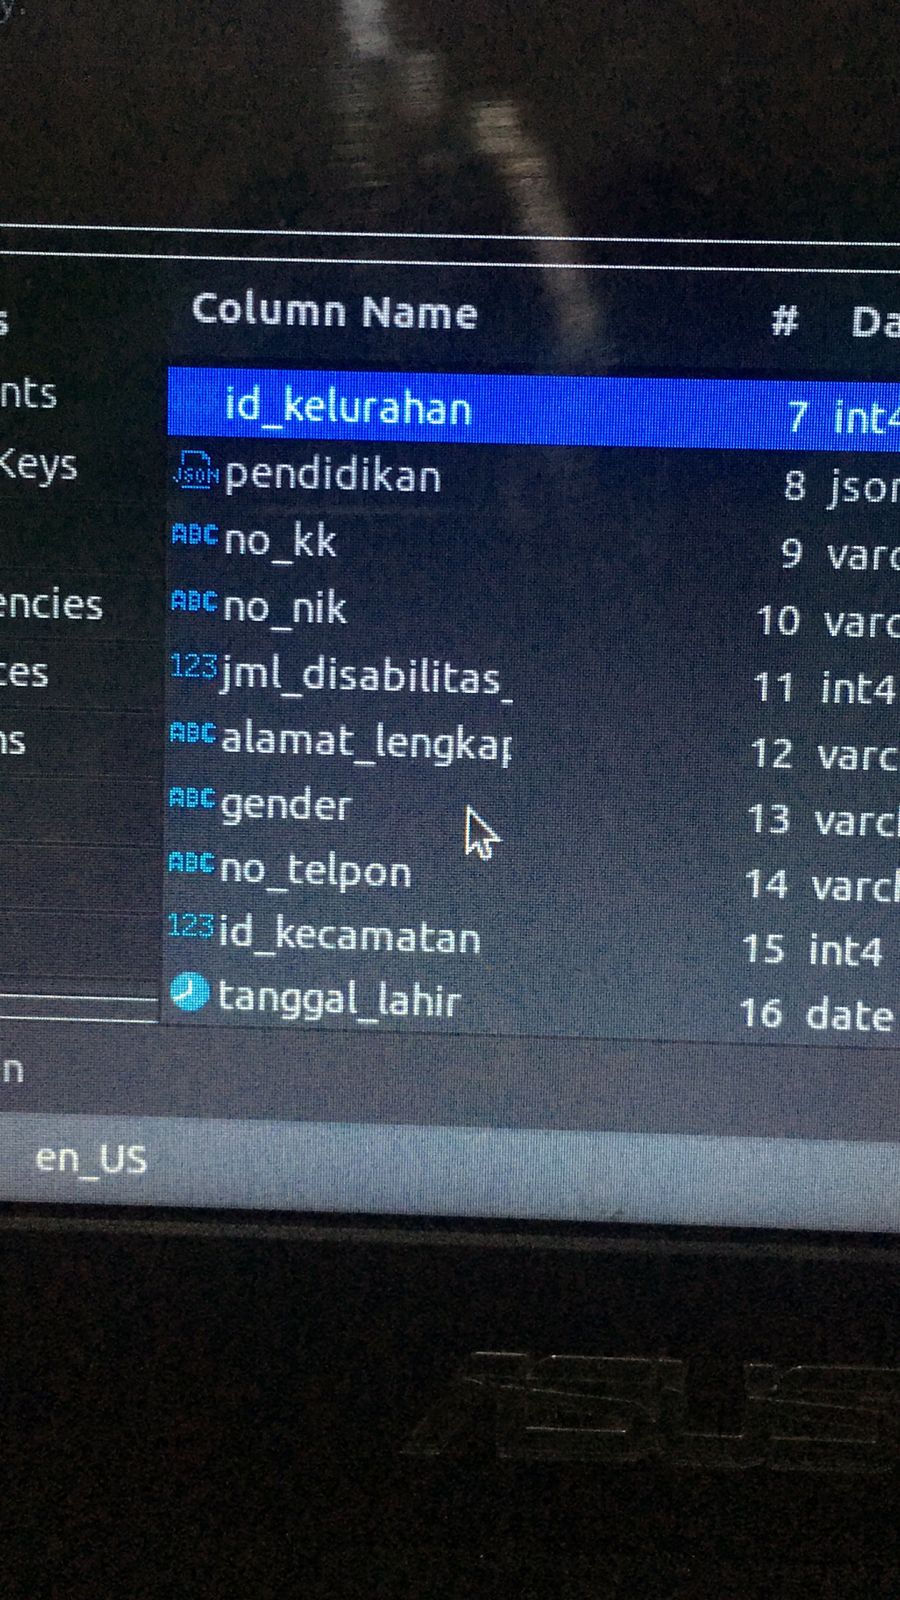 y.
Column Name # Da
s
id_kelurahan 7 int4
nts
JSON pendidikan 8 json
Keys
ABC no_kk 9 varc
ABC no_nik 10 varc
encies
123 jml_disabilitas_ 11 int4
ces
ABC alamat_lengkap 12 varc
ns
ABC gender 13 varch
ABC no_telpon 14 varch
123 id_kecamatan 15 int4
tanggal_lahir 16 date
n
en_US
ASUS